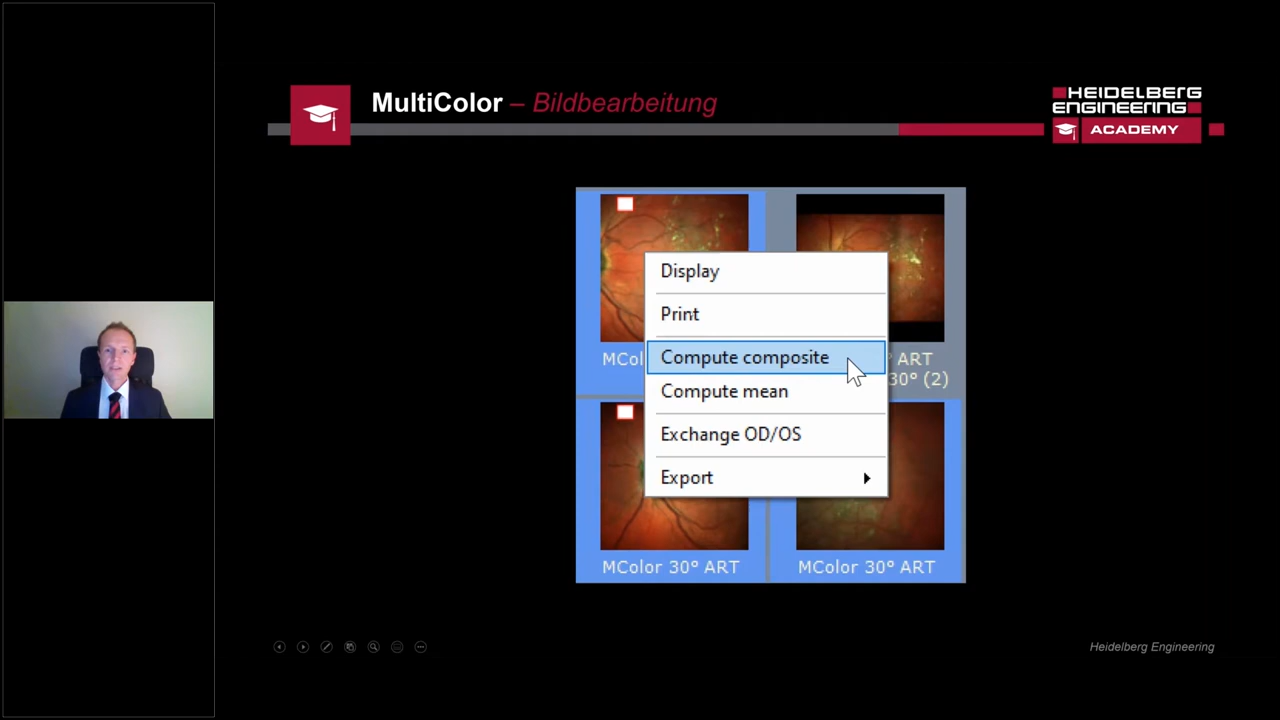 MultiColor – Bildbearbeitung
HEIDELBERG
ENGINEERING
ACADEMY
Display
Print
Compute composite
Compute mean
Exchange OD/OS
Export
MCol
° ART
30° (2)
MColor 30° ART
MColor 30° ART
Heidelberg Engineering